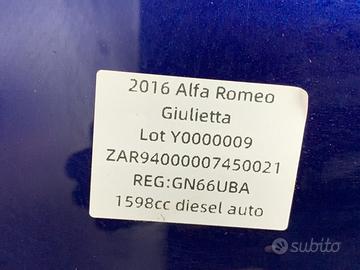 2016 Alfa Romeo
Giulietta
Lot Y0000009
ZAR94000007450021
REG:GN66UBA
1598cc diesel auto
subito